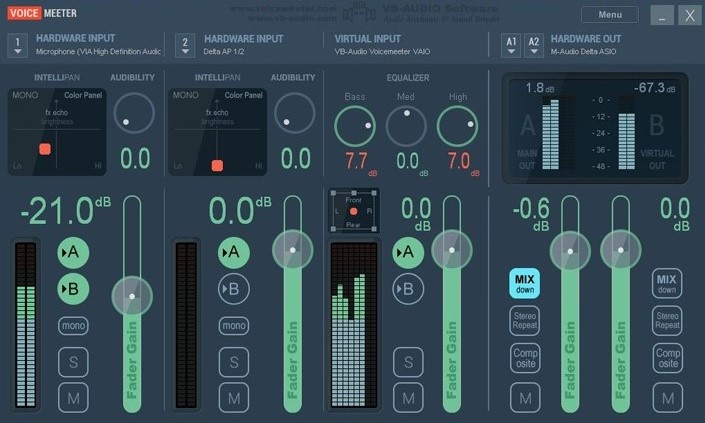 VOICE MEETER
www.voicemeeter.com
www.vb-audio.com
VB-AUDIO Software
Menu
_ X
1 HARDWARE INPUT
Microphone (VIA High Definition Audic
2 HARDWARE INPUT
Delta AP 1/2
VIRTUAL INPUT
VB-Audio Voicemeeter VAIO
A1 A2 HARDWARE OUT
M-Audio Delta ASIO
INTELLIPAN AUDIBILITY
MONO Color Panel
fx echo
brightness
Lo Hi
0.0
INTELLIPAN AUDIBILITY
MONO Color Panel
fx echo
brightness
Lo Hi
0.0
EQUALIZER
Bass Med High
7.7 dB 0.0 dB 7.0 dB
1.8 dB -67.3 dB
A
MAIN
OUT
- 0 -
- 12 -
- 24 -
- 36 -
- 48 -
B
VIRTUAL
OUT
-21.0 dB
A
B
mono
S
M
Fader Gain
0.0 dB
A
B
mono
S
M
Fader Gain
Front
L R
Rear
0.0 dB
A
B
S
M
Fader Gain
-0.6 dB
MIX down
Stereo Repeat
Comp osite
M
Fader Gain
Fader Gain
0.0 dB
MIX down
Stereo Repeat
Comp osite
M